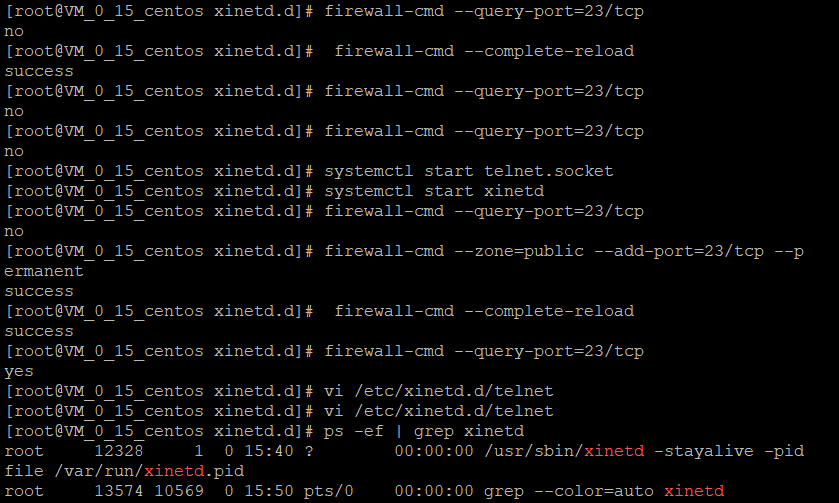 [root@VM_0_15_centos xinetd.d]# firewall-cmd --query-port=23/tcp
no
[root@VM_0_15_centos xinetd.d]#  firewall-cmd --complete-reload
success
[root@VM_0_15_centos xinetd.d]# firewall-cmd --query-port=23/tcp
no
[root@VM_0_15_centos xinetd.d]# firewall-cmd --query-port=23/tcp
no
[root@VM_0_15_centos xinetd.d]# systemctl start telnet.socket
[root@VM_0_15_centos xinetd.d]# systemctl start xinetd
[root@VM_0_15_centos xinetd.d]# firewall-cmd --query-port=23/tcp
no
[root@VM_0_15_centos xinetd.d]# firewall-cmd --zone=public --add-port=23/tcp --p
ermanent
success
[root@VM_0_15_centos xinetd.d]#  firewall-cmd --complete-reload
success
[root@VM_0_15_centos xinetd.d]# firewall-cmd --query-port=23/tcp
yes
[root@VM_0_15_centos xinetd.d]# vi /etc/xinetd.d/telnet
[root@VM_0_15_centos xinetd.d]# vi /etc/xinetd.d/telnet
[root@VM_0_15_centos xinetd.d]# ps -ef | grep xinetd
root     12328     1  0 15:40 ?        00:00:00 /usr/sbin/xinetd -stayalive -pid
file /var/run/xinetd.pid
root     13574 10569  0 15:50 pts/0    00:00:00 grep --color=auto xinetd